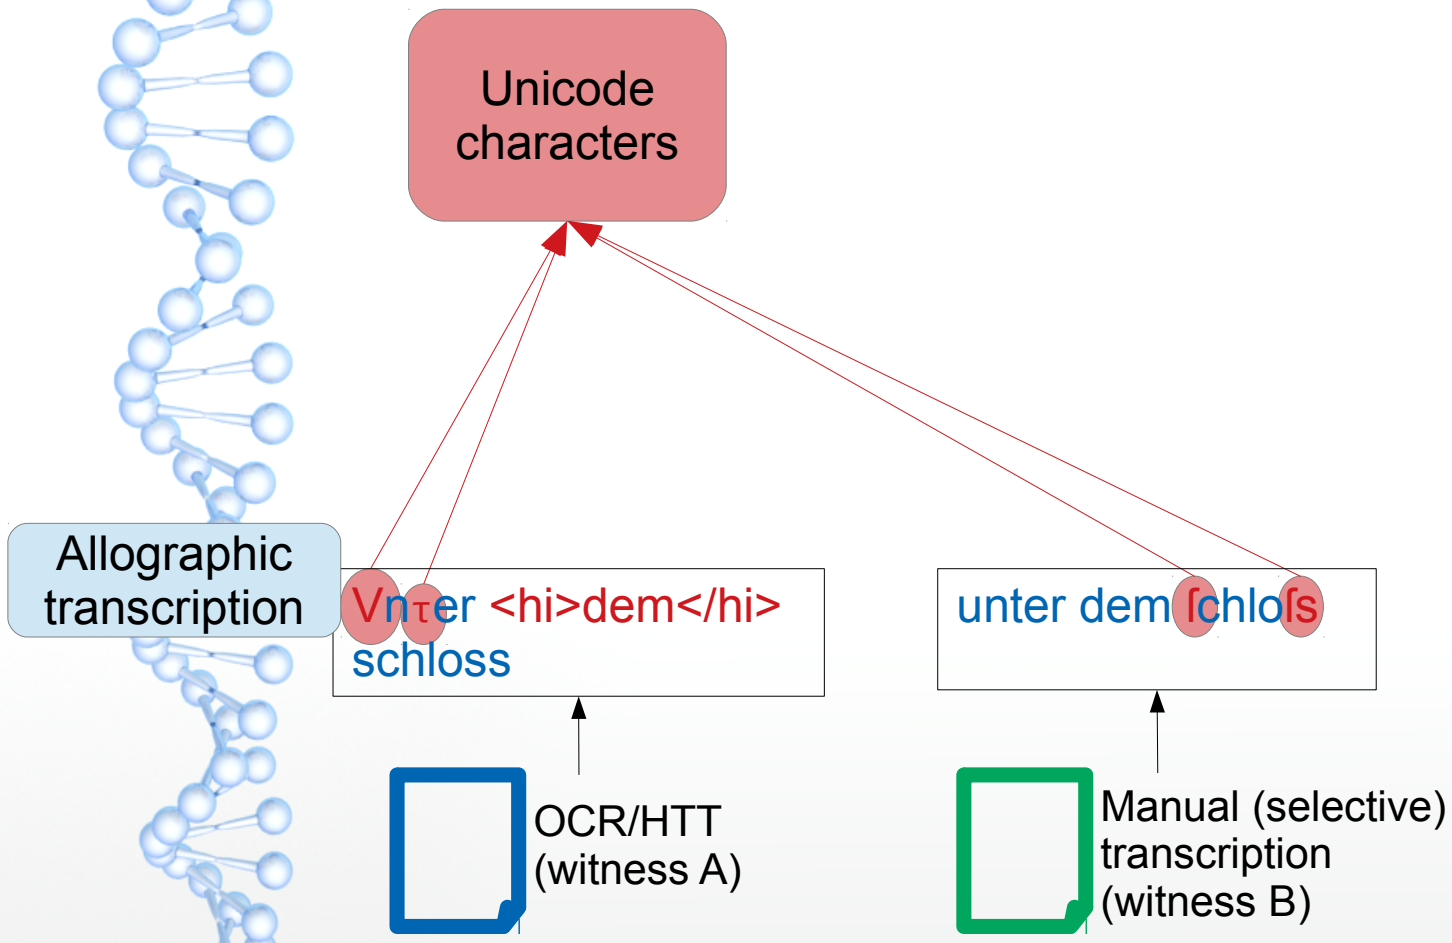 Unicode
characters
Allographic
transcription
Vnτer <hi>dem</hi>
schloss
unter dem ſchloſs
OCR/HTT
(witness A)
Manual (selective)
transcription
(witness B)